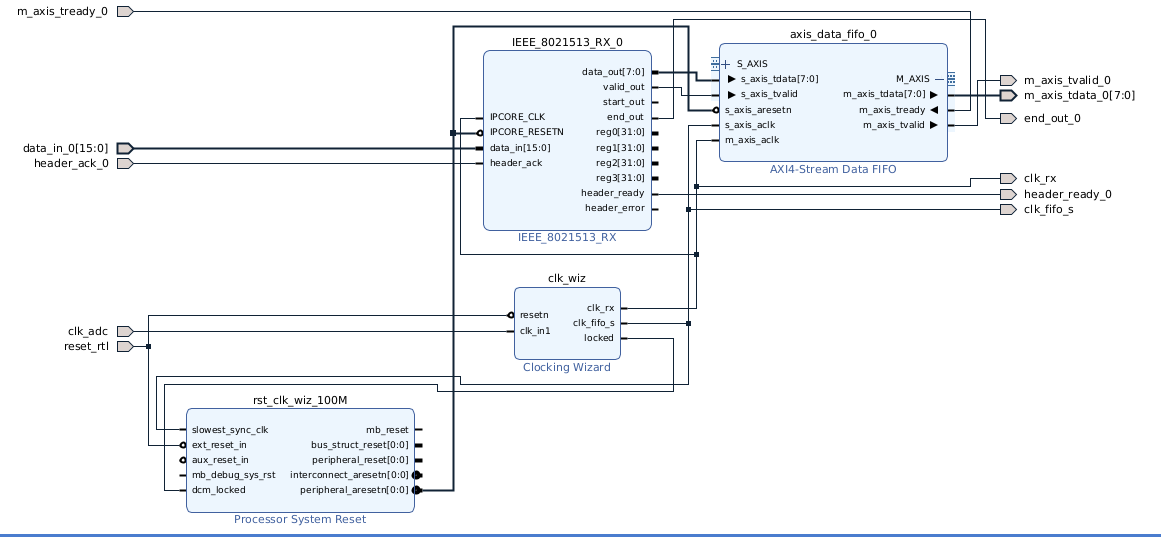 m_axis_tready_0
data_in_0[15:0]
header_ack_0
clk_adc
reset_rtl
IEEE_8021513_RX_0
data_out[7:0]
valid_out
start_out
end_out
IPCORE_CLK
reg0[31:0]
IPCORE_RESETN
reg1[31:0]
data_in[15:0]
reg2[31:0]
header_ack
reg3[31:0]
header_ready
header_error
IEEE_8021513_RX
axis_data_fifo_0
S_AXIS
s_axis_tdata[7:0]
M_AXIS
s_axis_tvalid
m_axis_tdata[7:0]
s_axis_aresetn
m_axis_tready
s_axis_aclk
m_axis_tvalid
m_axis_aclk
AXI4-Stream Data FIFO
m_axis_tvalid_0
m_axis_tdata_0[7:0]
end_out_0
clk_rx
header_ready_0
clk_fifo_s
clk_wiz
resetn
clk_rx
clk_in1
clk_fifo_s
locked
Clocking Wizard
rst_clk_wiz_100M
slowest_sync_clk
mb_reset
ext_reset_in
bus_struct_reset[0:0]
aux_reset_in
peripheral_reset[0:0]
mb_debug_sys_rst
interconnect_aresetn[0:0]
dcm_locked
peripheral_aresetn[0:0]
Processor System Reset